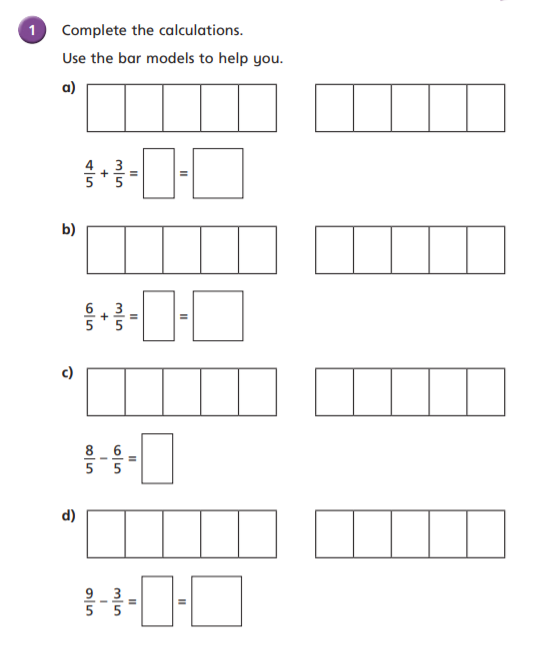 1 Complete the calculations.
Use the bar models to help you.
a)
4/5 + 3/5 = =
b)
6/5 + 3/5 = =
c)
8/5 − 6/5 =
d)
9/5 − 3/5 = =